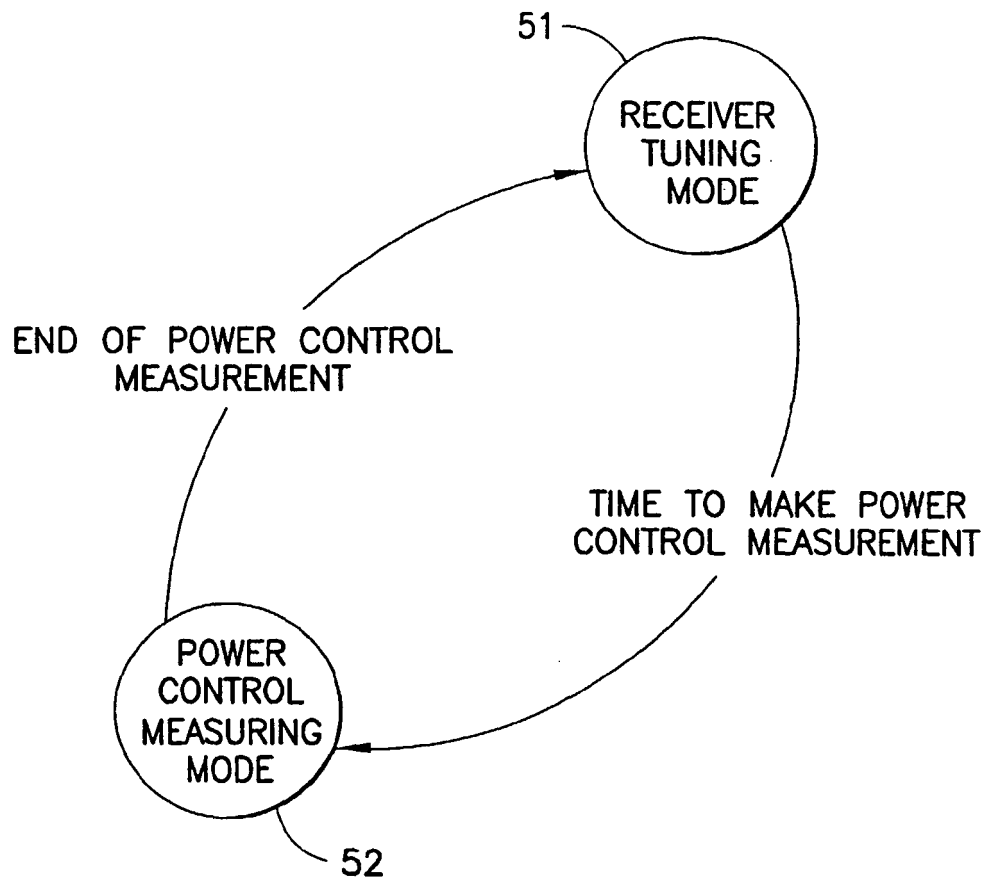 51
RECEIVER
TUNING
MODE
END OF POWER CONTROL
MEASUREMENT
TIME TO MAKE POWER
CONTROL MEASUREMENT
POWER
CONTROL
MEASURING
MODE
52